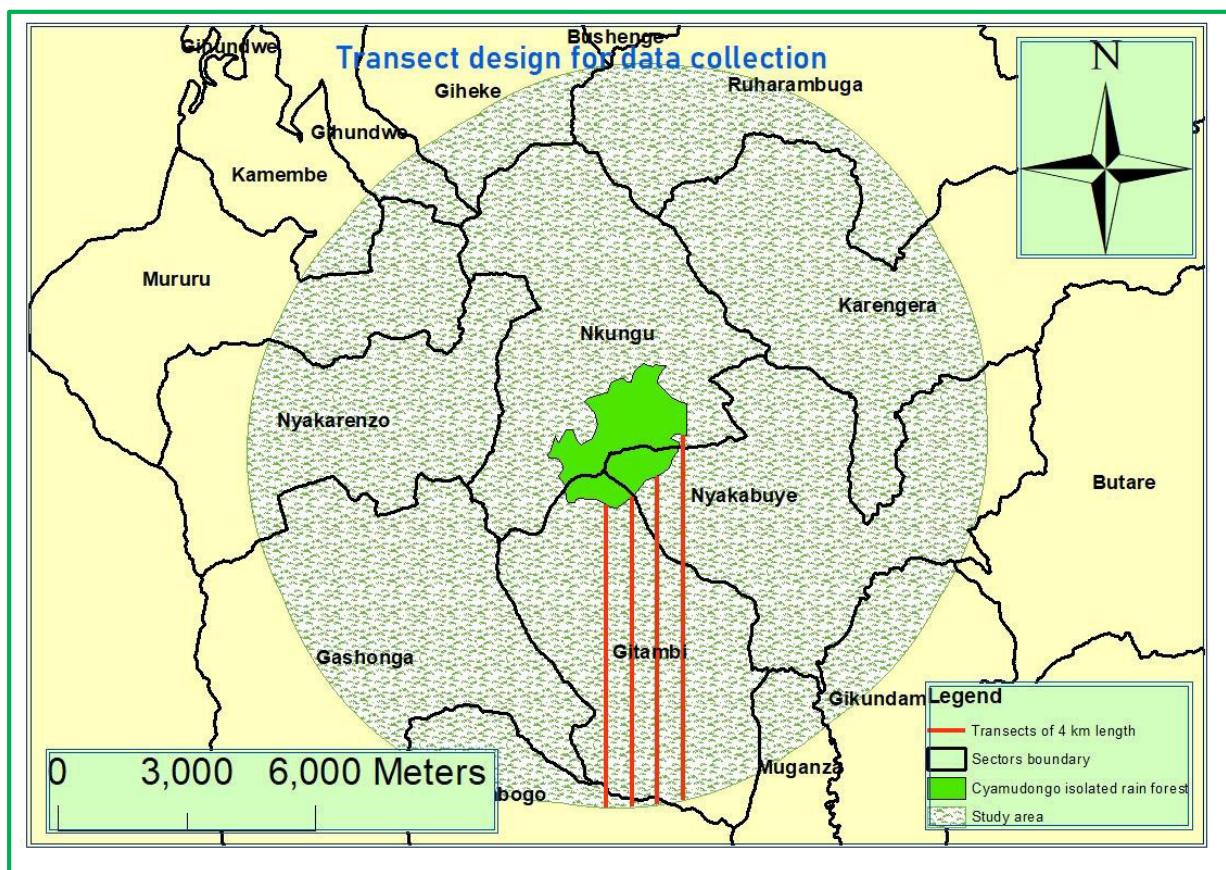 Gihundwe
Bushenge
Transect design for data collection
Giheke
Ruharambuga
N
Gihundwe
Kamembe
Mururu
Karengera
Nkungu
Nyakarenzo
Butare
Nyakabuye
Gashonga
Gitambi
Gikundam
Muganza
bogo
0 3,000 6,000 Meters
Legend
Transects of 4 km length
Sectors boundary
Cyamudongo isolated rain forest
Study area